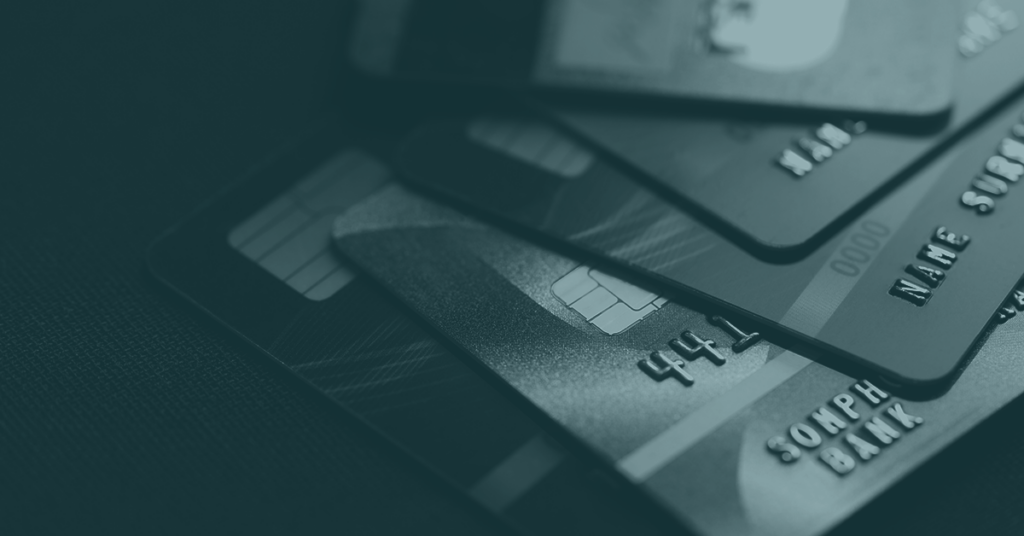 NAME
NAME SURN
0000
441
SOMPH
BANK